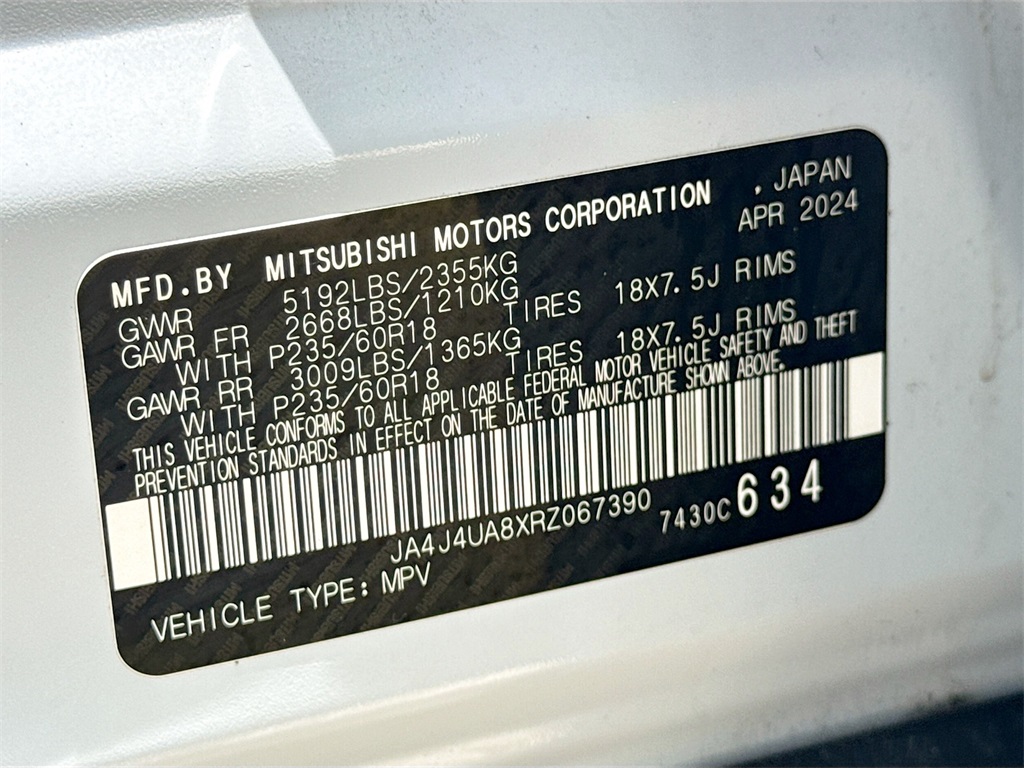 MFD.BY MITSUBISHI MOTORS CORPORATION , JAPAN
APR 2024
GVWR 5192LBS/2355KG
GAWR FR 2668LBS/1210KG
WITH P235/60R18 TIRES 18X7.5J RIMS
GAWR RR 3009LBS/1365KG
WITH P235/60R18 TIRES 18X7.5J RIMS
THIS VEHICLE CONFORMS TO ALL APPLICABLE FEDERAL MOTOR VEHICLE SAFETY AND THEFT
PREVENTION STANDARDS IN EFFECT ON THE DATE OF MANUFACTURE SHOWN ABOVE.
JA4J4UA8XRZ067390 7430C 634
VEHICLE TYPE: MPV